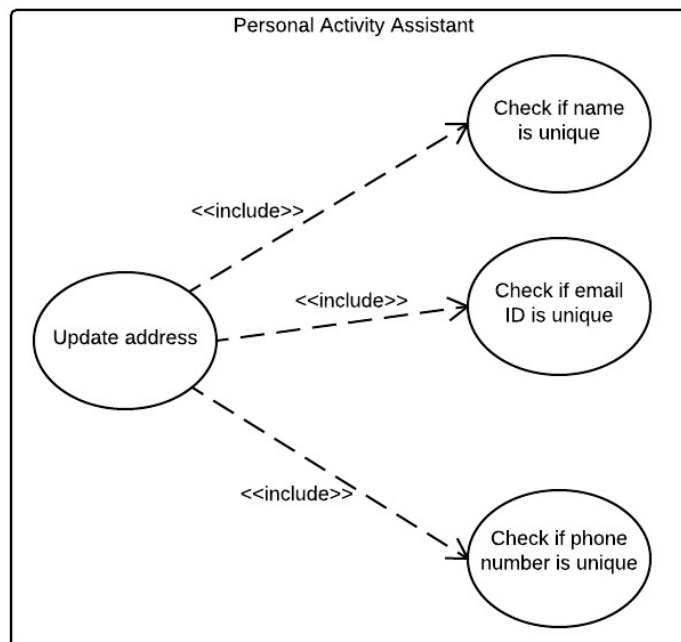 Personal Activity Assistant
Check if name
is unique
<<include>>
<<include>>
Check if email
ID is unique
Update address
<<include>>
Check if phone
number is unique